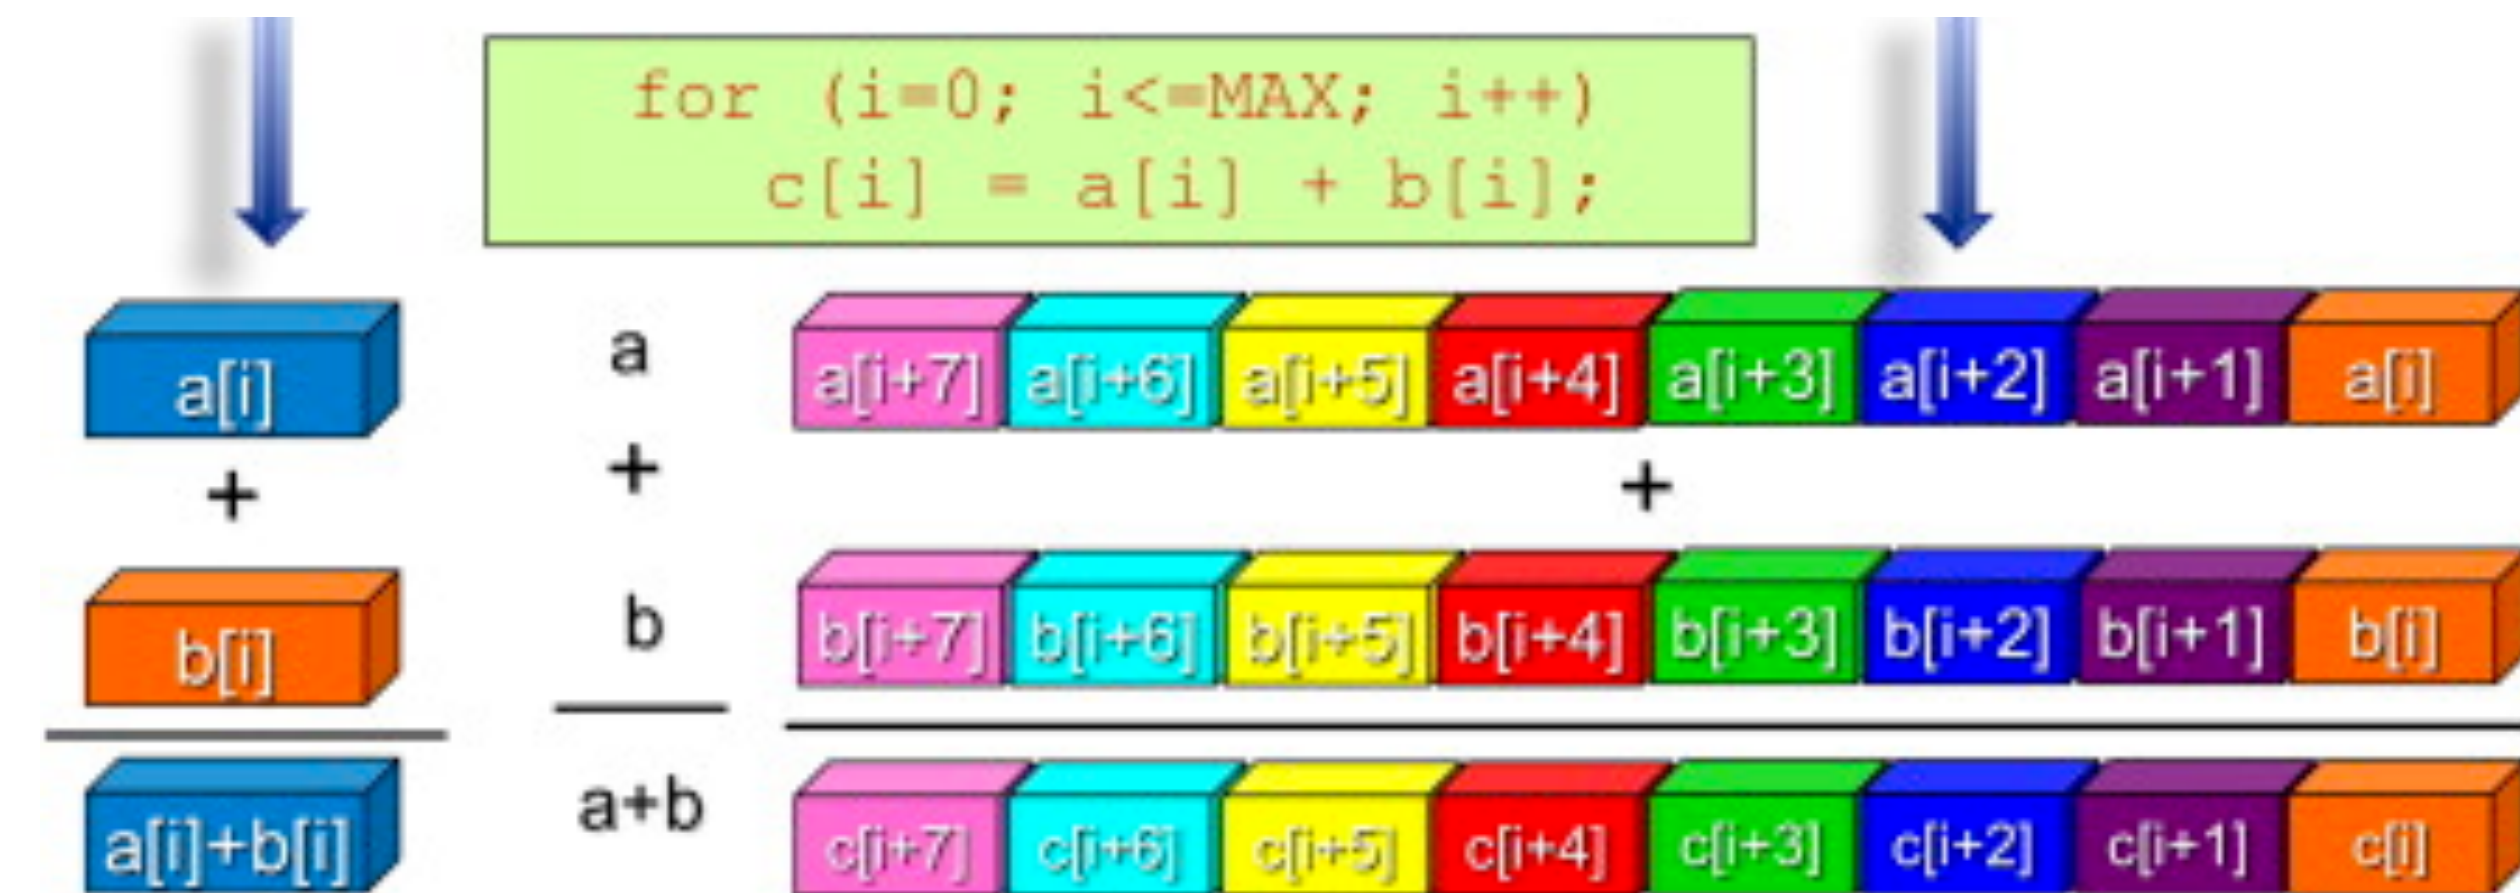 for (i=0; i<=MAX; i++)
c[i] = a[i] + b[i];
a[i]
+
b[i]
a[i]+b[i]
a
+
b
a+b
a[i+7] a[i+6] a[i+5] a[i+4] a[i+3] a[i+2] a[i+1] a[i]
+
b[i+7] b[i+6] b[i+5] b[i+4] b[i+3] b[i+2] b[i+1] b[i]
c[i+7] c[i+6] c[i+5] c[i+4] c[i+3] c[i+2] c[i+1] c[i]